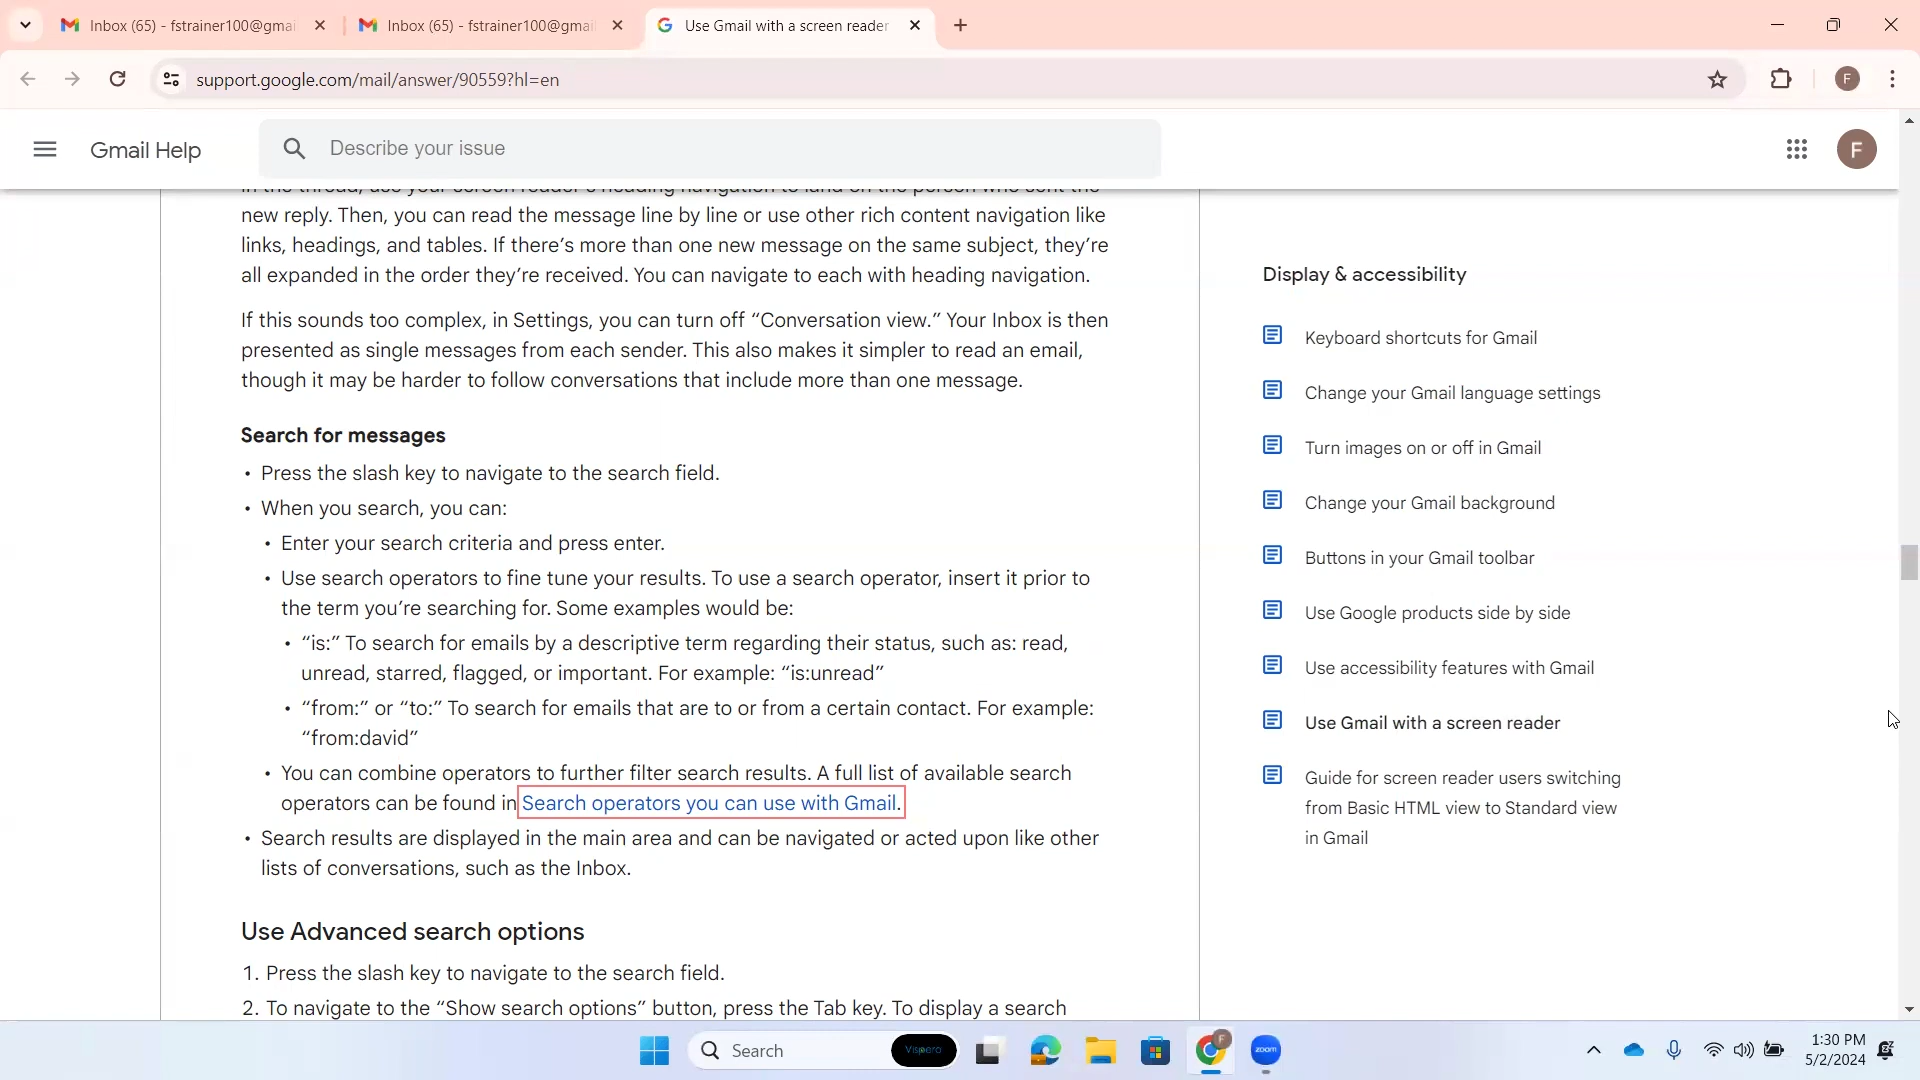 Inbox (65) - fstrainer100@gmai
Inbox (65) - fstrainer100@gmai
Use Gmail with a screen reader
support.google.com/mail/answer/90559?hl=en
F
Gmail Help
Describe your issue
F
in the thread, use your screen reader's heading navigation to land on the person who sent the
new reply. Then, you can read the message line by line or use other rich content navigation like
links, headings, and tables. If there's more than one new message on the same subject, they're
all expanded in the order they're received. You can navigate to each with heading navigation.
If this sounds too complex, in Settings, you can turn off “Conversation view.” Your Inbox is then
presented as single messages from each sender. This also makes it simpler to read an email,
though it may be harder to follow conversations that include more than one message.
Search for messages
• Press the slash key to navigate to the search field.
• When you search, you can:
• Enter your search criteria and press enter.
• Use search operators to fine tune your results. To use a search operator, insert it prior to
the term you're searching for. Some examples would be:
• “is:” To search for emails by a descriptive term regarding their status, such as: read,
unread, starred, flagged, or important. For example: “is:unread”
• “from:” or “to:” To search for emails that are to or from a certain contact. For example:
“from:david”
• You can combine operators to further filter search results. A full list of available search
operators can be found in Search operators you can use with Gmail.
• Search results are displayed in the main area and can be navigated or acted upon like other
lists of conversations, such as the Inbox.
Use Advanced search options
1. Press the slash key to navigate to the search field.
2. To navigate to the “Show search options” button, press the Tab key. To display a search
Display & accessibility
Keyboard shortcuts for Gmail
Change your Gmail language settings
Turn images on or off in Gmail
Change your Gmail background
Buttons in your Gmail toolbar
Use Google products side by side
Use accessibility features with Gmail
Use Gmail with a screen reader
Guide for screen reader users switching
from Basic HTML view to Standard view
in Gmail
Search
Vispero
F
zoom
1:30 PM
5/2/2024